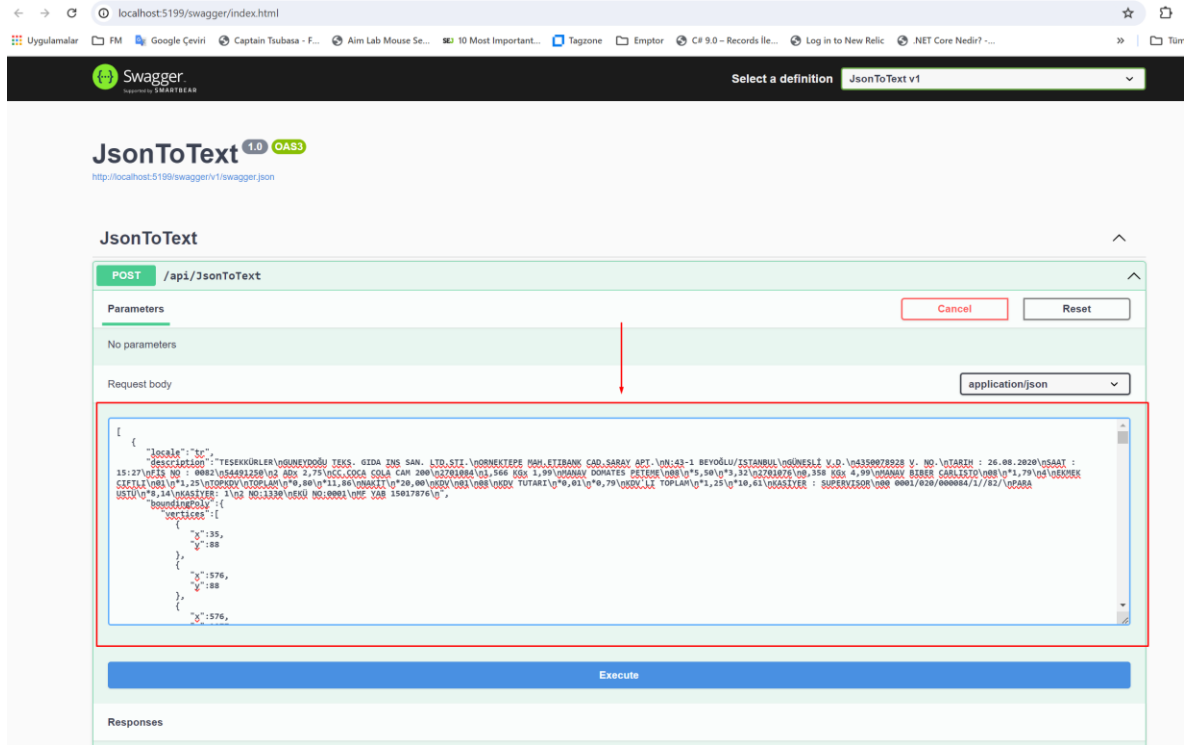 localhost:5199/swagger/index.html
Uygulamalar FM Google Çeviri Captain Tsubasa - F... Aim Lab Mouse Se... 10 Most Important... Tagzone Emptor C# 9.0 – Records İle... Log in to New Relic .NET Core Nedir? -... » Tüm
Swagger. Select a definition JsonToText v1
Supported by SMARTBEAR
JsonToText 1.0 OAS3
http://localhost:5199/swagger/v1/swagger.json
JsonToText
POST /api/JsonToText
Parameters Cancel Reset
No parameters
Request body application/json
[
{
"locale":"tr",
"description":"TEŞEKKÜRLER\nGUNEYDOĞU TEKS. GIDA INS SAN. LTD.STI.\nORNEKTEPE MAH.ETIBANK CAD.SARAY APT.\nN:43-1 BEYOĞLU/ISTANBUL\nGÜNEŞLİ V.D.\n4350078928 V. NO.\nTARIH : 26.08.2020\nSAAT :
15:27\nFİŞ NO : 0082\n54491250\n2 ADx 2,75\nCC.COCA COLA CAM 200\n2701084\n1,566 KGx 1,99\nMANAV DOMATES PETEME\n08\n*5,50\n*3,32\n2701076\n0,358 KGx 4,99\nMANAV BIBER CARLISTO\n08\n*1,79\n4\nEKMEK
CIFTLI\n01\n*1,25\nTOPKDV\nTOPLAM\n*0,80\n*11,86\nNAKİT\n*20,00\nKDV\n01\n08\nKDV TUTARI\n*0,01\n*0,79\nKDV LI TOPLAM\n*1,25\n*10,61\nKASİYER : SUPERVISOR\n00 0001/020/000084/1//82/\nPARA
USTÜ\n*8,14\nKASİYER: 1\n2 NO:1330\nEKÜ NO:0001\nMF YAB 15017876\n",
"boundingPoly":{
"vertices":[
{
"x":35,
"y":88
},
{
"x":576,
"y":88
},
{
"x":576,
Execute
Responses